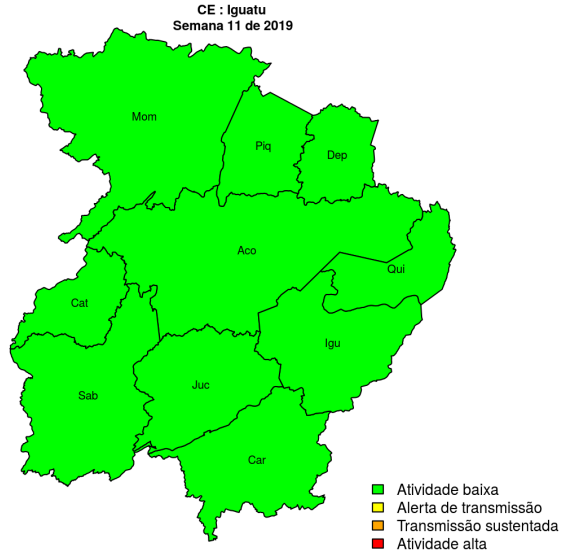 CE : Iguatu
Semana 11 de 2019
Mom
Piq
Dep
Aco
Qui
Cat
Igu
Sab
Juc
Car
Atividade baixa
Alerta de transmissão
Transmissão sustentada
Atividade alta